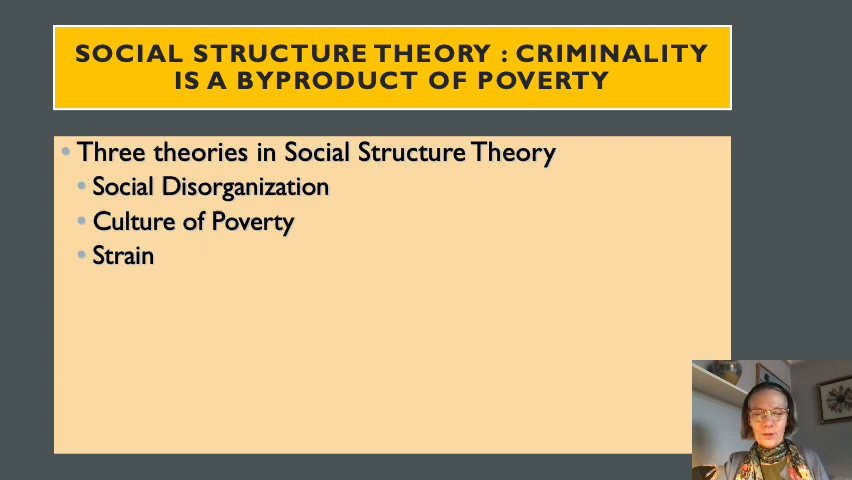 SOCIAL STRUCTURE THEORY : CRIMINALITY
IS A BYPRODUCT OF POVERTY
• Three theories in Social Structure Theory
• Social Disorganization
• Culture of Poverty
• Strain